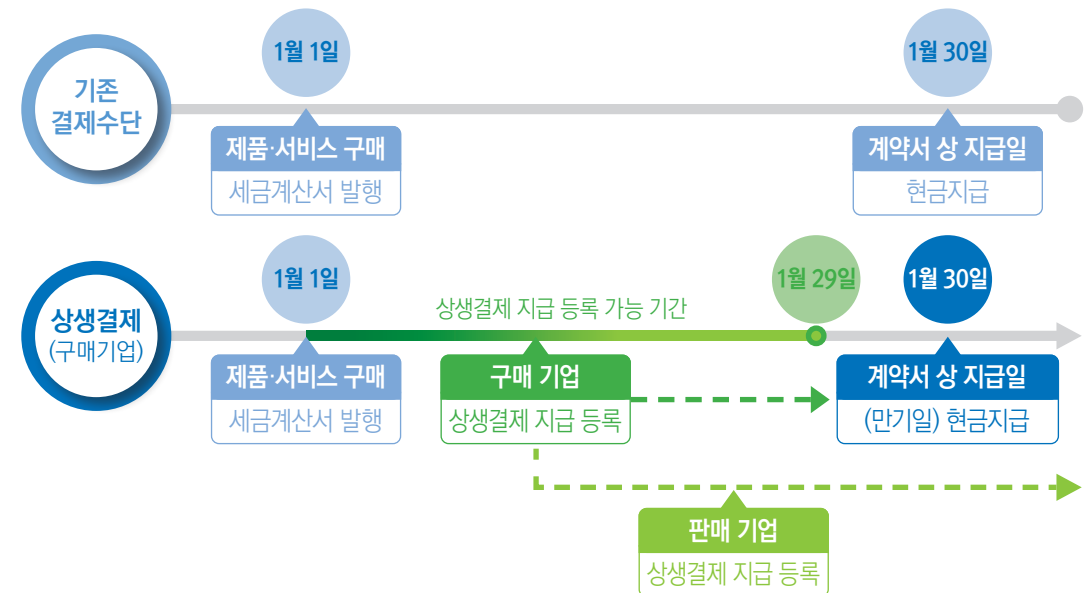 1월 1일
1월 30일
기존
결제수단
제품·서비스 구매
세금계산서 발행
계약서 상 지급일
현금지급
1월 1일
1월 29일
1월 30일
상생결제 지급 등록 가능 기간
상생결제
(구매기업)
제품·서비스 구매
세금계산서 발행
구매 기업
상생결제 지급 등록
계약서 상 지급일
(만기일) 현금지급
판매 기업
상생결제 지급 등록